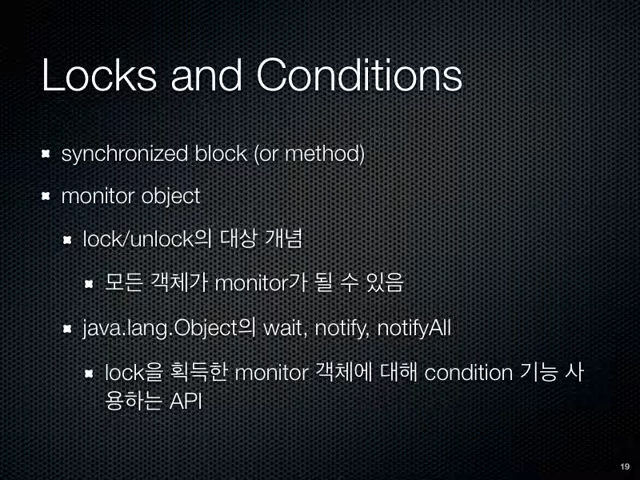 Locks and Conditions
synchronized block (or method)
monitor object
lock/unlock의 대상 개념
모든 객체가 monitor가 될 수 있음
java.lang.Object의 wait, notify, notifyAll
lock을 획득한 monitor 객체에 대해 condition 기능 사
용하는 API
19